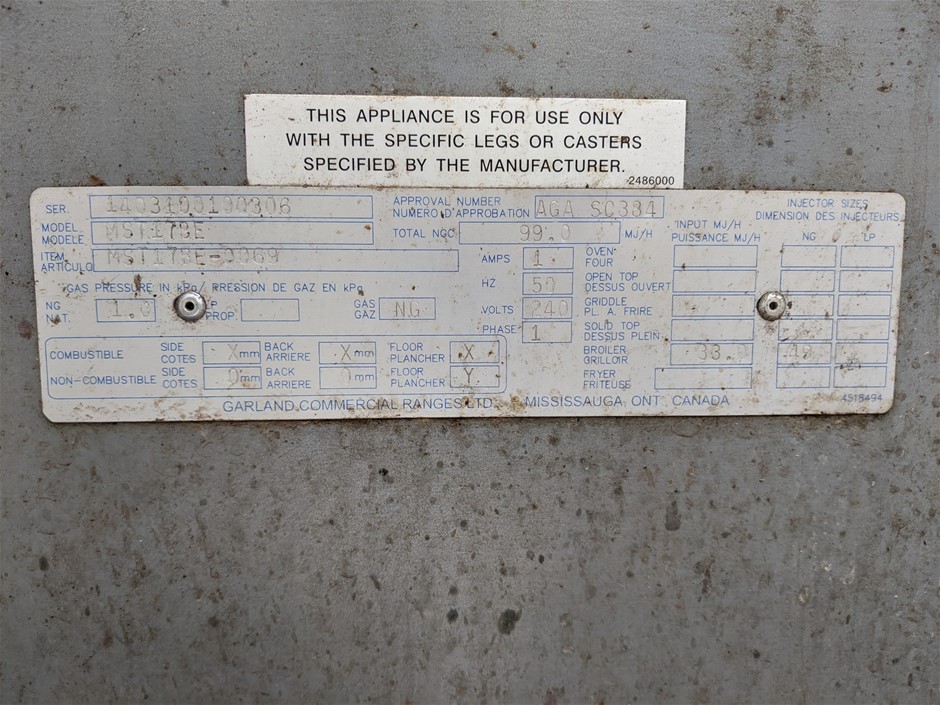 THIS APPLIANCE IS FOR USE ONLY
WITH THE SPECIFIC LEGS OR CASTERS
SPECIFIED BY THE MANUFACTURER.
2486000
SER. 1403100190306
APPROVAL NUMBER
NUMERO D'APPROBATION AGA SC384
INJECTOR SIZES
DIMENSION DES INJECTEURS
MODEL
MODELE
TOTAL NGC 99.0 MJ/H
INPUT MJ/H
PUISSANCE MJ/H
NG LP
ITEM
ARTICULO
AMPS 1
OVEN
FOUR
GAS PRESSURE IN kPa/ PRESSION DE GAZ EN kPa
HZ 50
OPEN TOP
DESSUS OUVERT
NG
NAT. 1.0
PROP.
GAS
GAZ NG
VOLTS 240
GRIDDLE
PL. A. FRIRE
PHASE 1
SOLID TOP
DESSUS PLEIN
COMBUSTIBLE
SIDE
COTES X mm
BACK
ARRIERE X mm
FLOOR
PLANCHER X
BROILER
GRILLOIR 33.0
NON-COMBUSTIBLE
SIDE
COTES 0 mm
BACK
ARRIERE mm
FLOOR
PLANCHER Y
FRYER
FRITEUSE
GARLAND COMMERCIAL RANGES LTD. MISSISSAUGA, ONT. CANADA
4518494